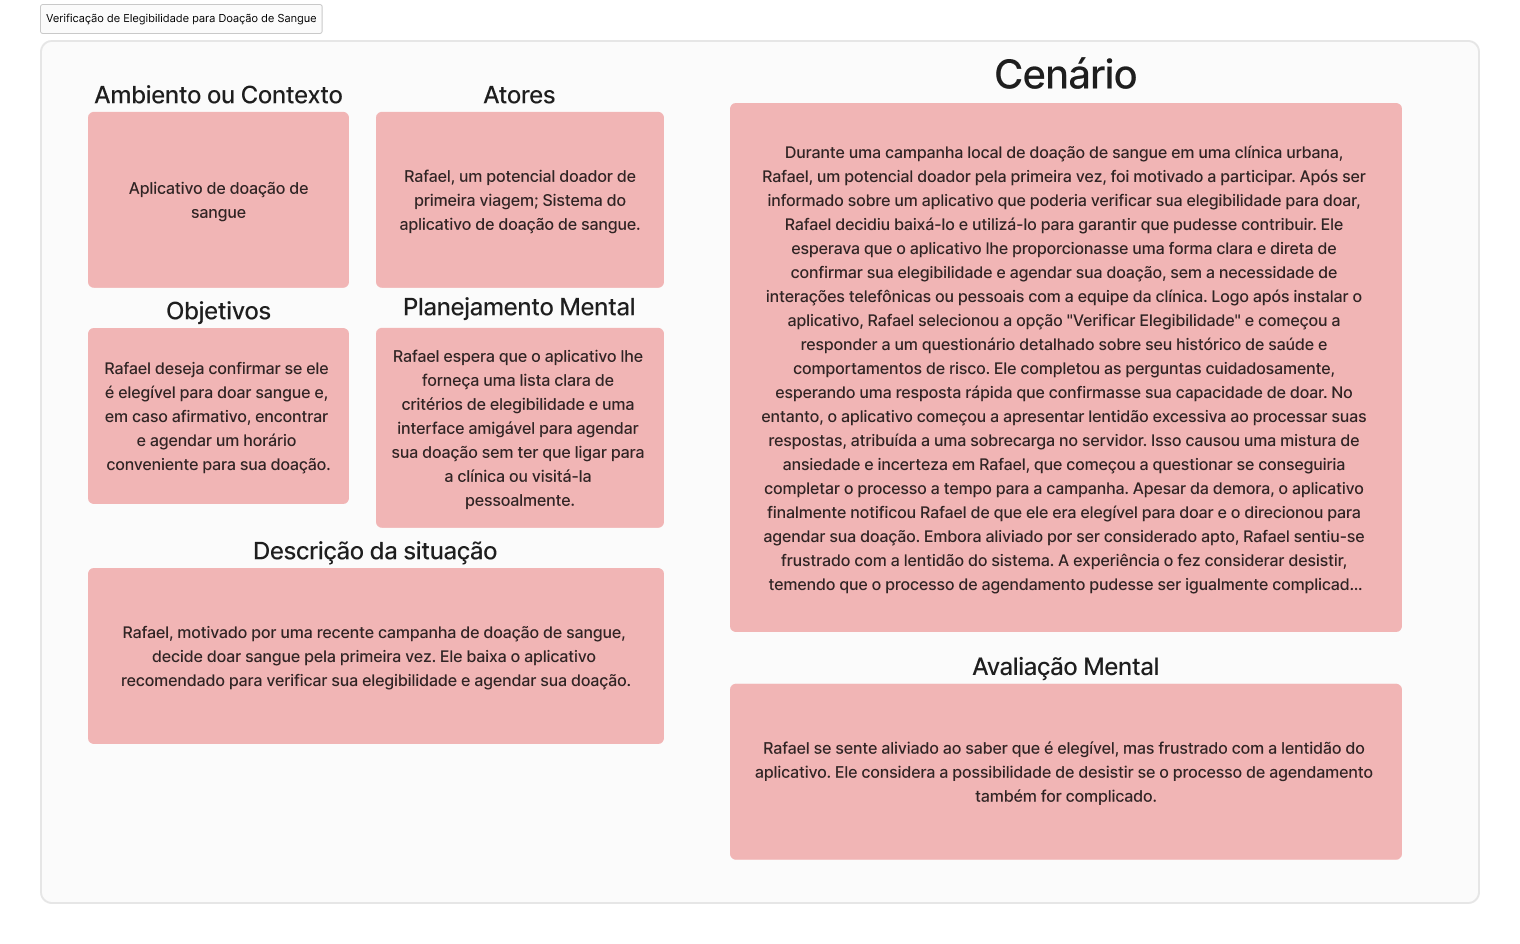 Verificação de Elegibilidade para Doação de Sangue
Ambiento ou Contexto
Aplicativo de doação de
sangue
Atores
Rafael, um potencial doador de
primeira viagem; Sistema do
aplicativo de doação de sangue.
Objetivos
Rafael deseja confirmar se ele
é elegível para doar sangue e,
em caso afirmativo, encontrar
e agendar um horário
conveniente para sua doação.
Planejamento Mental
Rafael espera que o aplicativo lhe
forneça uma lista clara de
critérios de elegibilidade e uma
interface amigável para agendar
sua doação sem ter que ligar para
a clínica ou visitá-la
pessoalmente.
Descrição da situação
Rafael, motivado por uma recente campanha de doação de sangue,
decide doar sangue pela primeira vez. Ele baixa o aplicativo
recomendado para verificar sua elegibilidade e agendar sua doação.
Cenário
Durante uma campanha local de doação de sangue em uma clínica urbana,
Rafael, um potencial doador pela primeira vez, foi motivado a participar. Após ser
informado sobre um aplicativo que poderia verificar sua elegibilidade para doar,
Rafael decidiu baixá-lo e utilizá-lo para garantir que pudesse contribuir. Ele
esperava que o aplicativo lhe proporcionasse uma forma clara e direta de
confirmar sua elegibilidade e agendar sua doação, sem a necessidade de
interações telefônicas ou pessoais com a equipe da clínica. Logo após instalar o
aplicativo, Rafael selecionou a opção "Verificar Elegibilidade" e começou a
responder a um questionário detalhado sobre seu histórico de saúde e
comportamentos de risco. Ele completou as perguntas cuidadosamente,
esperando uma resposta rápida que confirmasse sua capacidade de doar. No
entanto, o aplicativo começou a apresentar lentidão excessiva ao processar suas
respostas, atribuída a uma sobrecarga no servidor. Isso causou uma mistura de
ansiedade e incerteza em Rafael, que começou a questionar se conseguiria
completar o processo a tempo para a campanha. Apesar da demora, o aplicativo
finalmente notificou Rafael de que ele era elegível para doar e o direcionou para
agendar sua doação. Embora aliviado por ser considerado apto, Rafael sentiu-se
frustrado com a lentidão do sistema. A experiência o fez considerar desistir,
temendo que o processo de agendamento pudesse ser igualmente complicad...
Avaliação Mental
Rafael se sente aliviado ao saber que é elegível, mas frustrado com a lentidão do
aplicativo. Ele considera a possibilidade de desistir se o processo de agendamento
também for complicado.